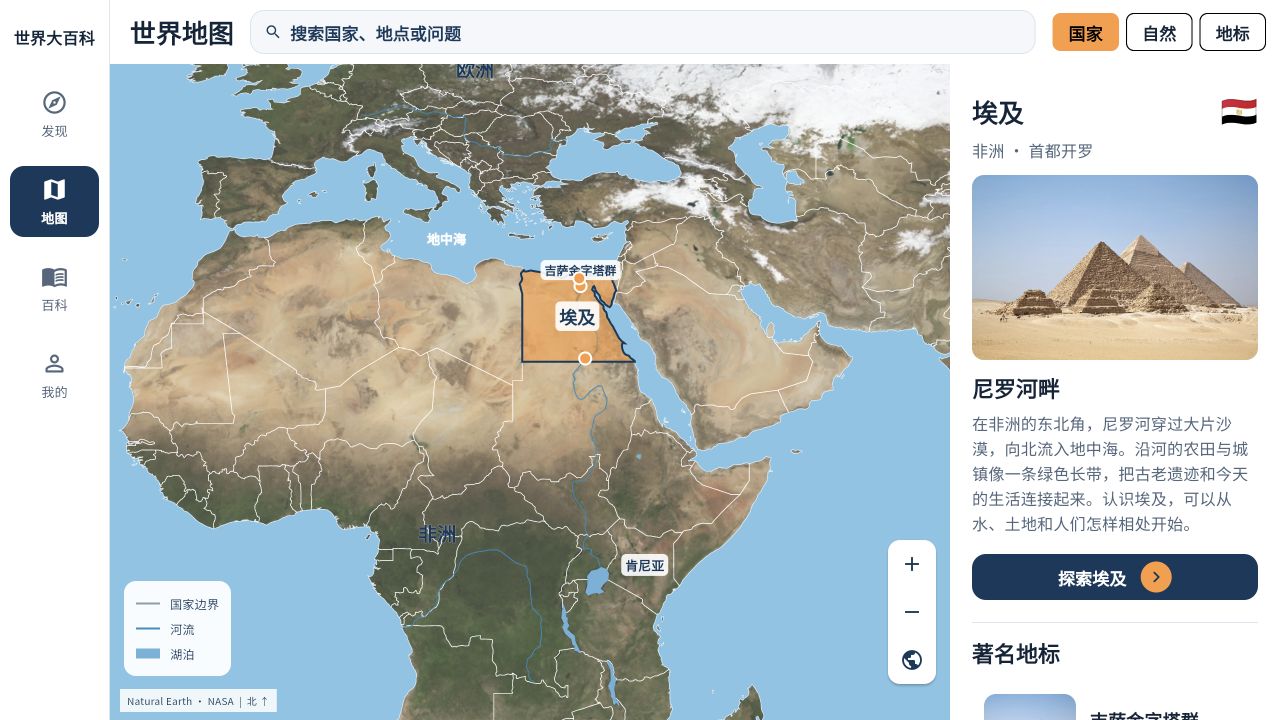 世界大百科
发现
地图
百科
我的
世界地图
搜索国家、地点或问题
国家
自然
地标
欧洲
地中海
吉萨金字塔群
埃及
非洲
肯尼亚
国家边界
河流
湖泊
Natural Earth · NASA | 北 ↑
埃及
非洲 · 首都开罗
尼罗河畔
在非洲的东北角，尼罗河穿过大片沙
漠，向北流入地中海。沿河的农田与城
镇像一条绿色长带，把古老遗迹和今天
的生活连接起来。认识埃及，可以从
水、土地和人们怎样相处开始。
探索埃及
著名地标
吉萨金字塔群